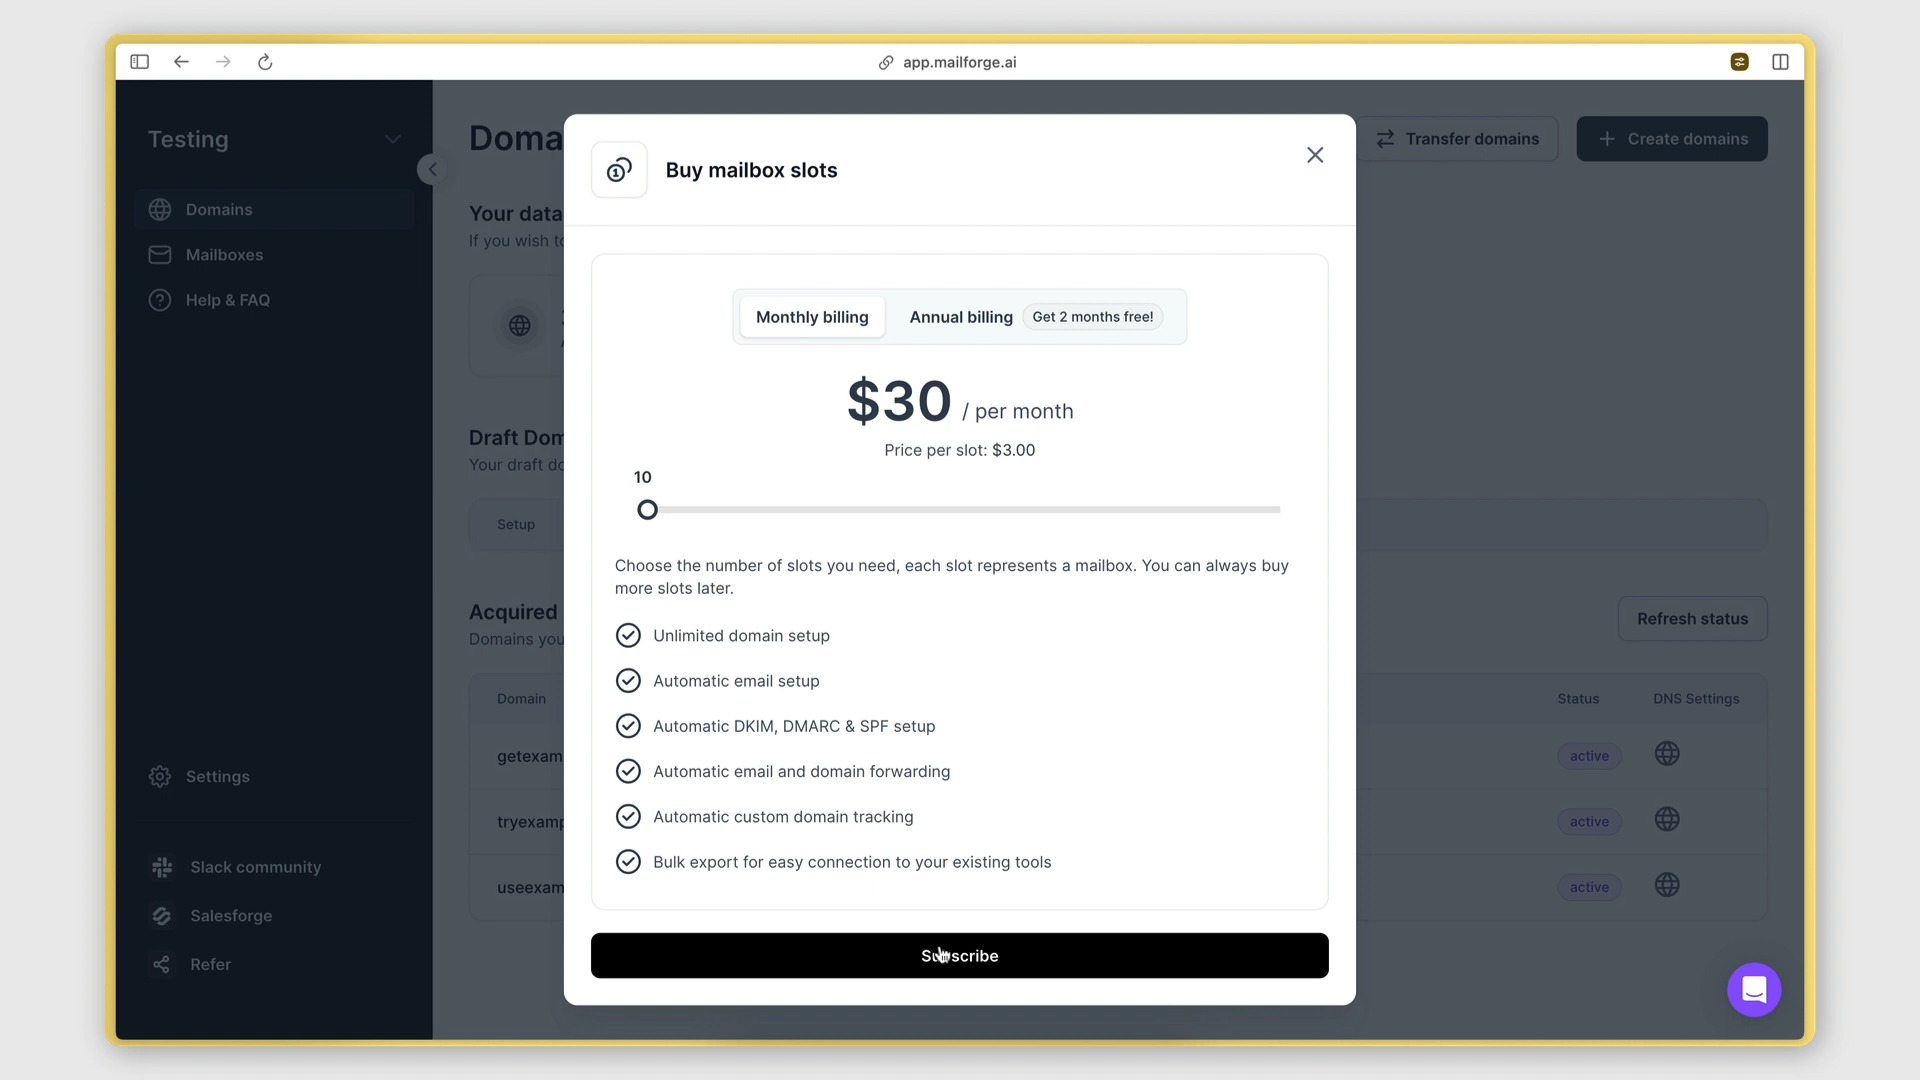 app.mailforge.ai
Testing
Domains
Mailboxes
Help & FAQ
Settings
Slack community
Salesforge
Refer
Doma
Transfer domains
Create domains
Your data
If you wish to
Draft Dom
Your draft do
Setup
Acquired
Domains you
Refresh status
Domain
Status
DNS Settings
getexam
active
tryexamp
active
useexam
active
Buy mailbox slots
Monthly billing
Annual billing
Get 2 months free!
$30 / per month
Price per slot: $3.00
10
Choose the number of slots you need, each slot represents a mailbox. You can always buy
more slots later.
Unlimited domain setup
Automatic email setup
Automatic DKIM, DMARC & SPF setup
Automatic email and domain forwarding
Automatic custom domain tracking
Bulk export for easy connection to your existing tools
Subscribe